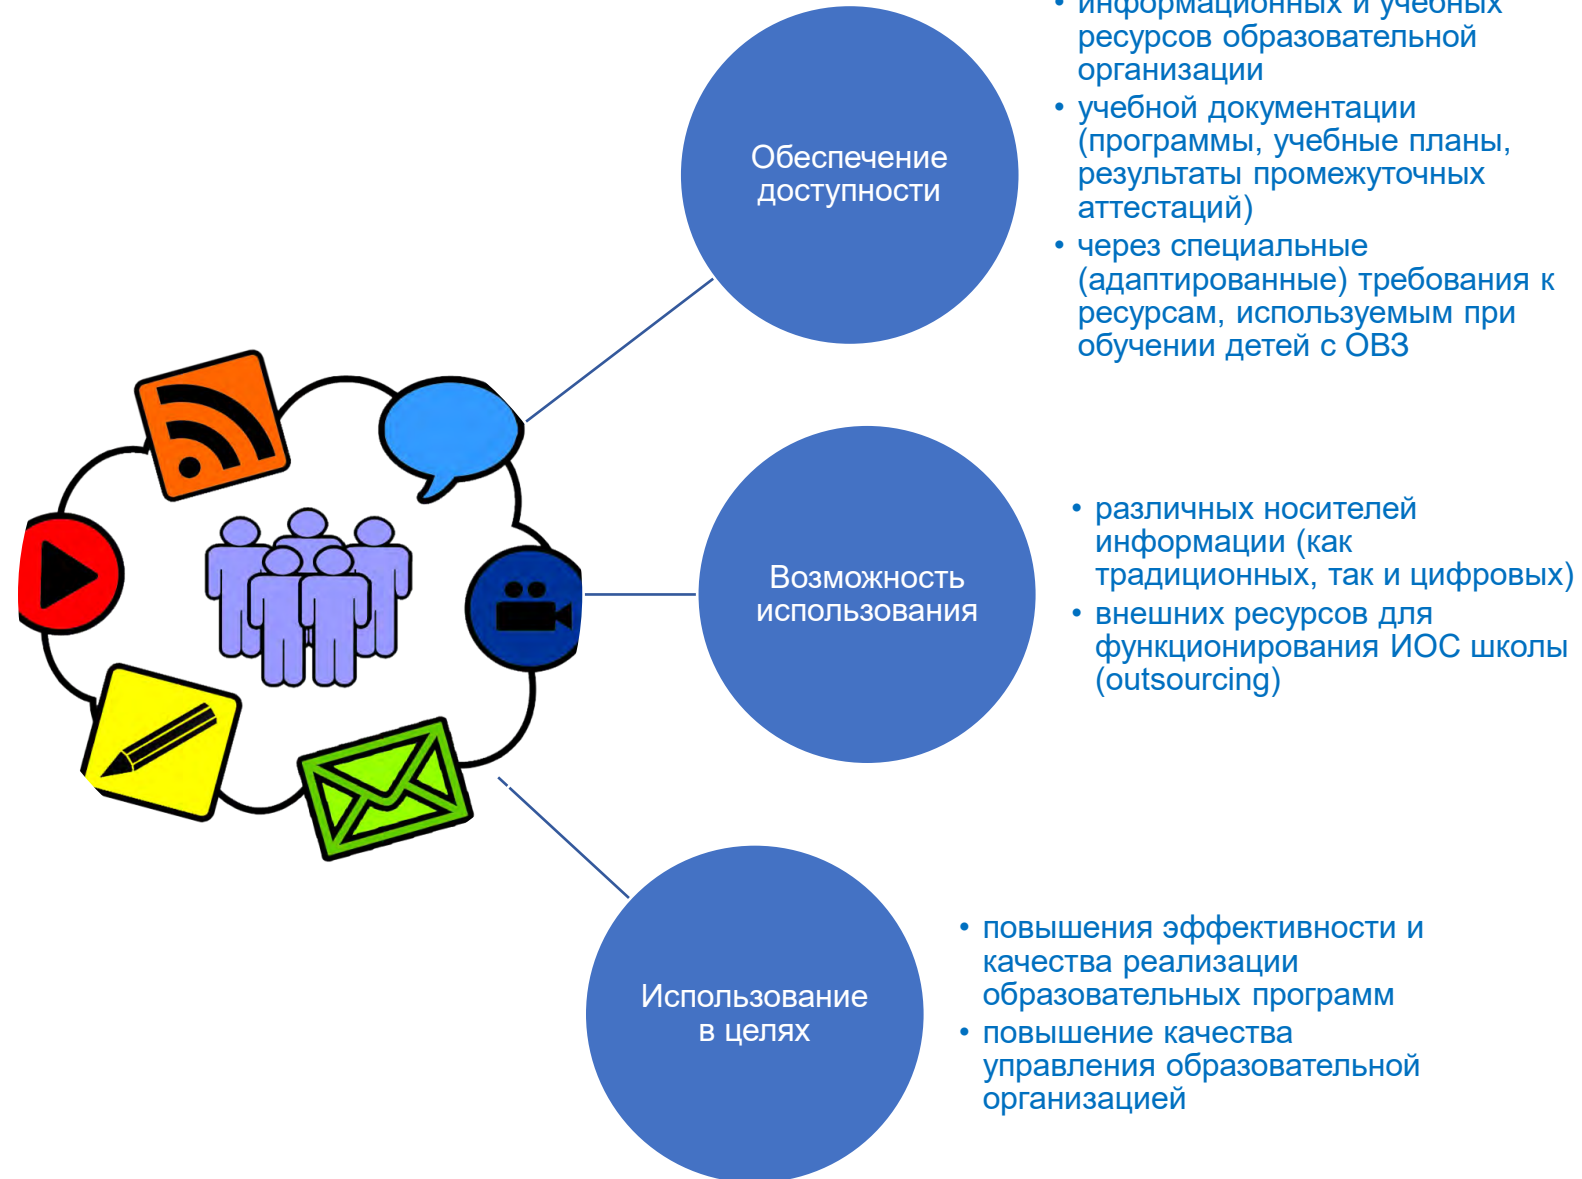 Обеспечение
доступности
• информационных и учебных
ресурсов образовательной
организации
• учебной документации
(программы, учебные планы,
результаты промежуточных
аттестаций)
• через специальные
(адаптированные) требования к
ресурсам, используемым при
обучении детей с ОВЗ
Возможность
использования
• различных носителей
информации (как
традиционных, так и цифровых)
• внешних ресурсов для
функционирования ИОС школы
(outsourcing)
Использование
в целях
• повышения эффективности и
качества реализации
образовательных программ
• повышение качества
управления образовательной
организацией